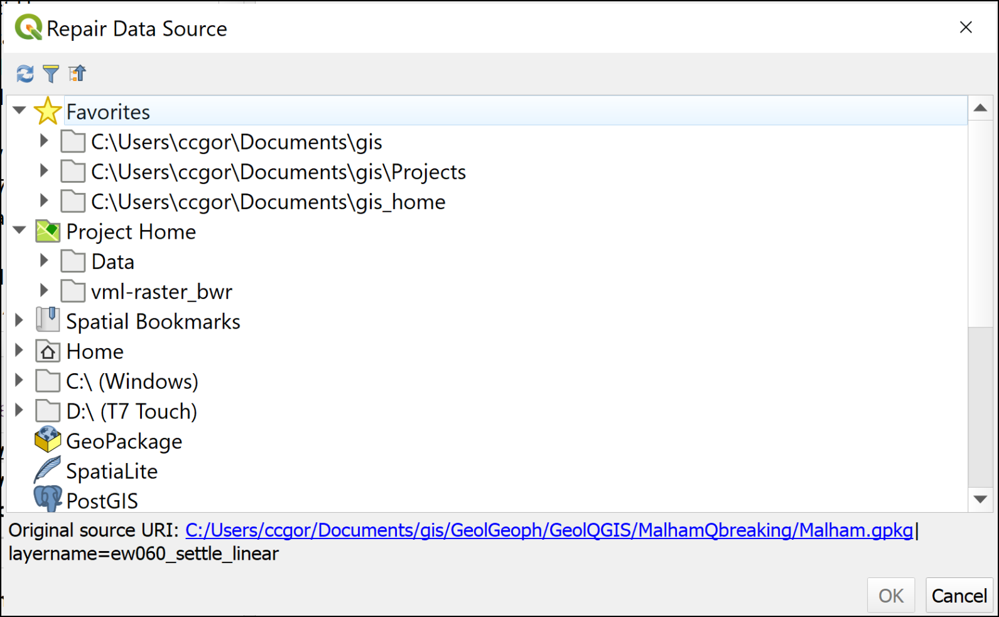 Repair Data Source
Favorites
C:\Users\ccgor\Documents\gis
C:\Users\ccgor\Documents\gis\Projects
C:\Users\ccgor\Documents\gis_home
Project Home
Data
vml-raster_bwr
Spatial Bookmarks
Home
C:\ (Windows)
D:\ (T7 Touch)
GeoPackage
SpatiaLite
PostGIS
Original source URI: C:/Users/ccgor/Documents/gis/GeolGeoph/GeolQGIS/MalhamQbreaking/Malham.gpkg|
layername=ew060_settle_linear
OK Cancel